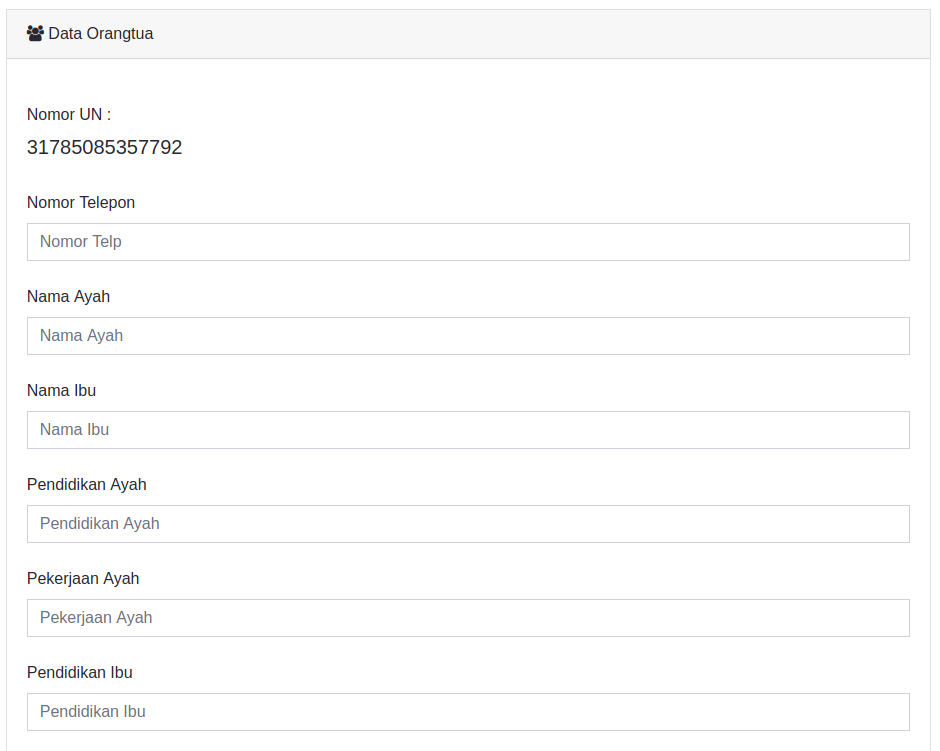 Data Orangtua
Nomor UN :
31785085357792
Nomor Telepon
Nomor Telp
Nama Ayah
Nama Ayah
Nama Ibu
Nama Ibu
Pendidikan Ayah
Pendidikan Ayah
Pekerjaan Ayah
Pekerjaan Ayah
Pendidikan Ibu
Pendidikan Ibu